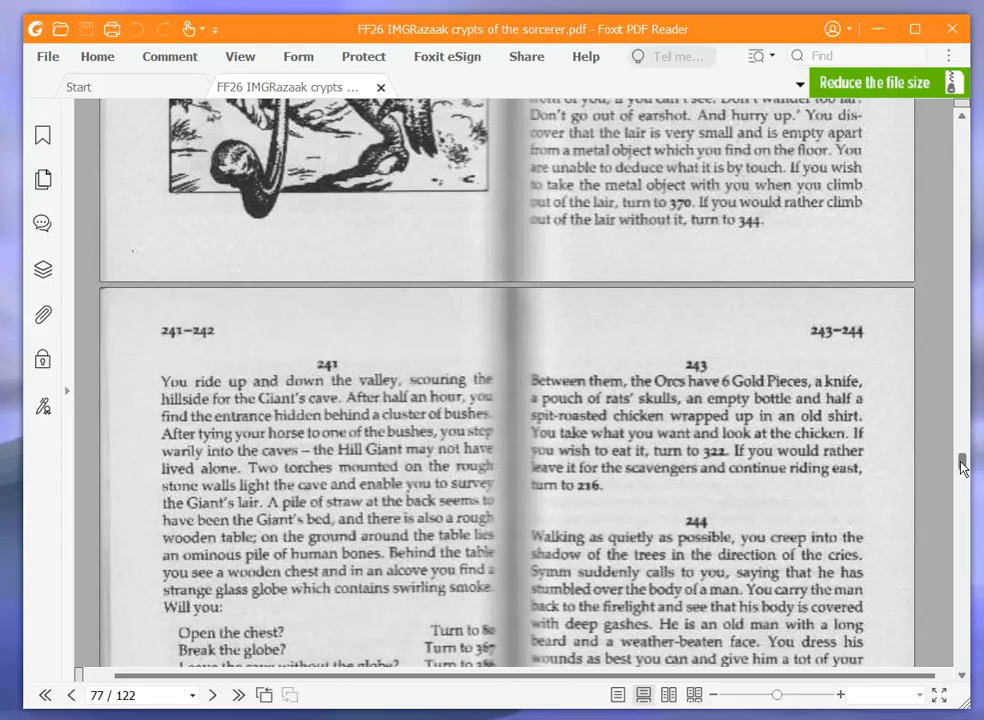 FF26 IMGRazaak crypts of the sorcerer.pdf - Foxit PDF Reader
File Home Comment View Form Protect Foxit eSign Share Help Tell me... Find
Start FF26 IMGRazaak crypts ... Reduce the file size
from of you, if you can't see. Don't wander too far.
Don't go out of earshot. And hurry up.' You dis-
cover that the lair is very small and is empty apart
from a metal object which you find on the floor. You
are unable to deduce what it is by touch. If you wish
to take the metal object with you when you climb
out of the lair, turn to 370. If you would rather climb
out of the lair without it, turn to 344.
241–242
241
You ride up and down the valley, scouring the
hillside for the Giant's cave. After half an hour, you
find the entrance hidden behind a cluster of bushes.
After tying your horse to one of the bushes, you step
warily into the caves – the Hill Giant may not have
lived alone. Two torches mounted on the rough
stone walls light the cave and enable you to survey
the Giant's lair. A pile of straw at the back seems to
have been the Giant's bed, and there is also a rough
wooden table; on the ground around the table lies
an ominous pile of human bones. Behind the table
you see a wooden chest and in an alcove you find a
strange glass globe which contains swirling smoke.
Will you:
Open the chest? Turn to 80
Break the globe? Turn to 367
Leave the cave without the globe? Turn to
243–244
243
Between them, the Orcs have 6 Gold Pieces, a knife,
a pouch of rats' skulls, an empty bottle and half a
spit-roasted chicken wrapped up in an old shirt.
You take what you want and look at the chicken. If
you wish to eat it, turn to 322. If you would rather
leave it for the scavengers and continue riding east,
turn to 216.
244
Walking as quietly as possible, you creep into the
shadow of the trees in the direction of the cries.
Symm suddenly calls to you, saying that he has
stumbled over the body of a man. You carry the man
back to the firelight and see that his body is covered
with deep gashes. He is an old man with a long
beard and a weather-beaten face. You dress his
wounds as best you can and give him a tot of your
77 / 122